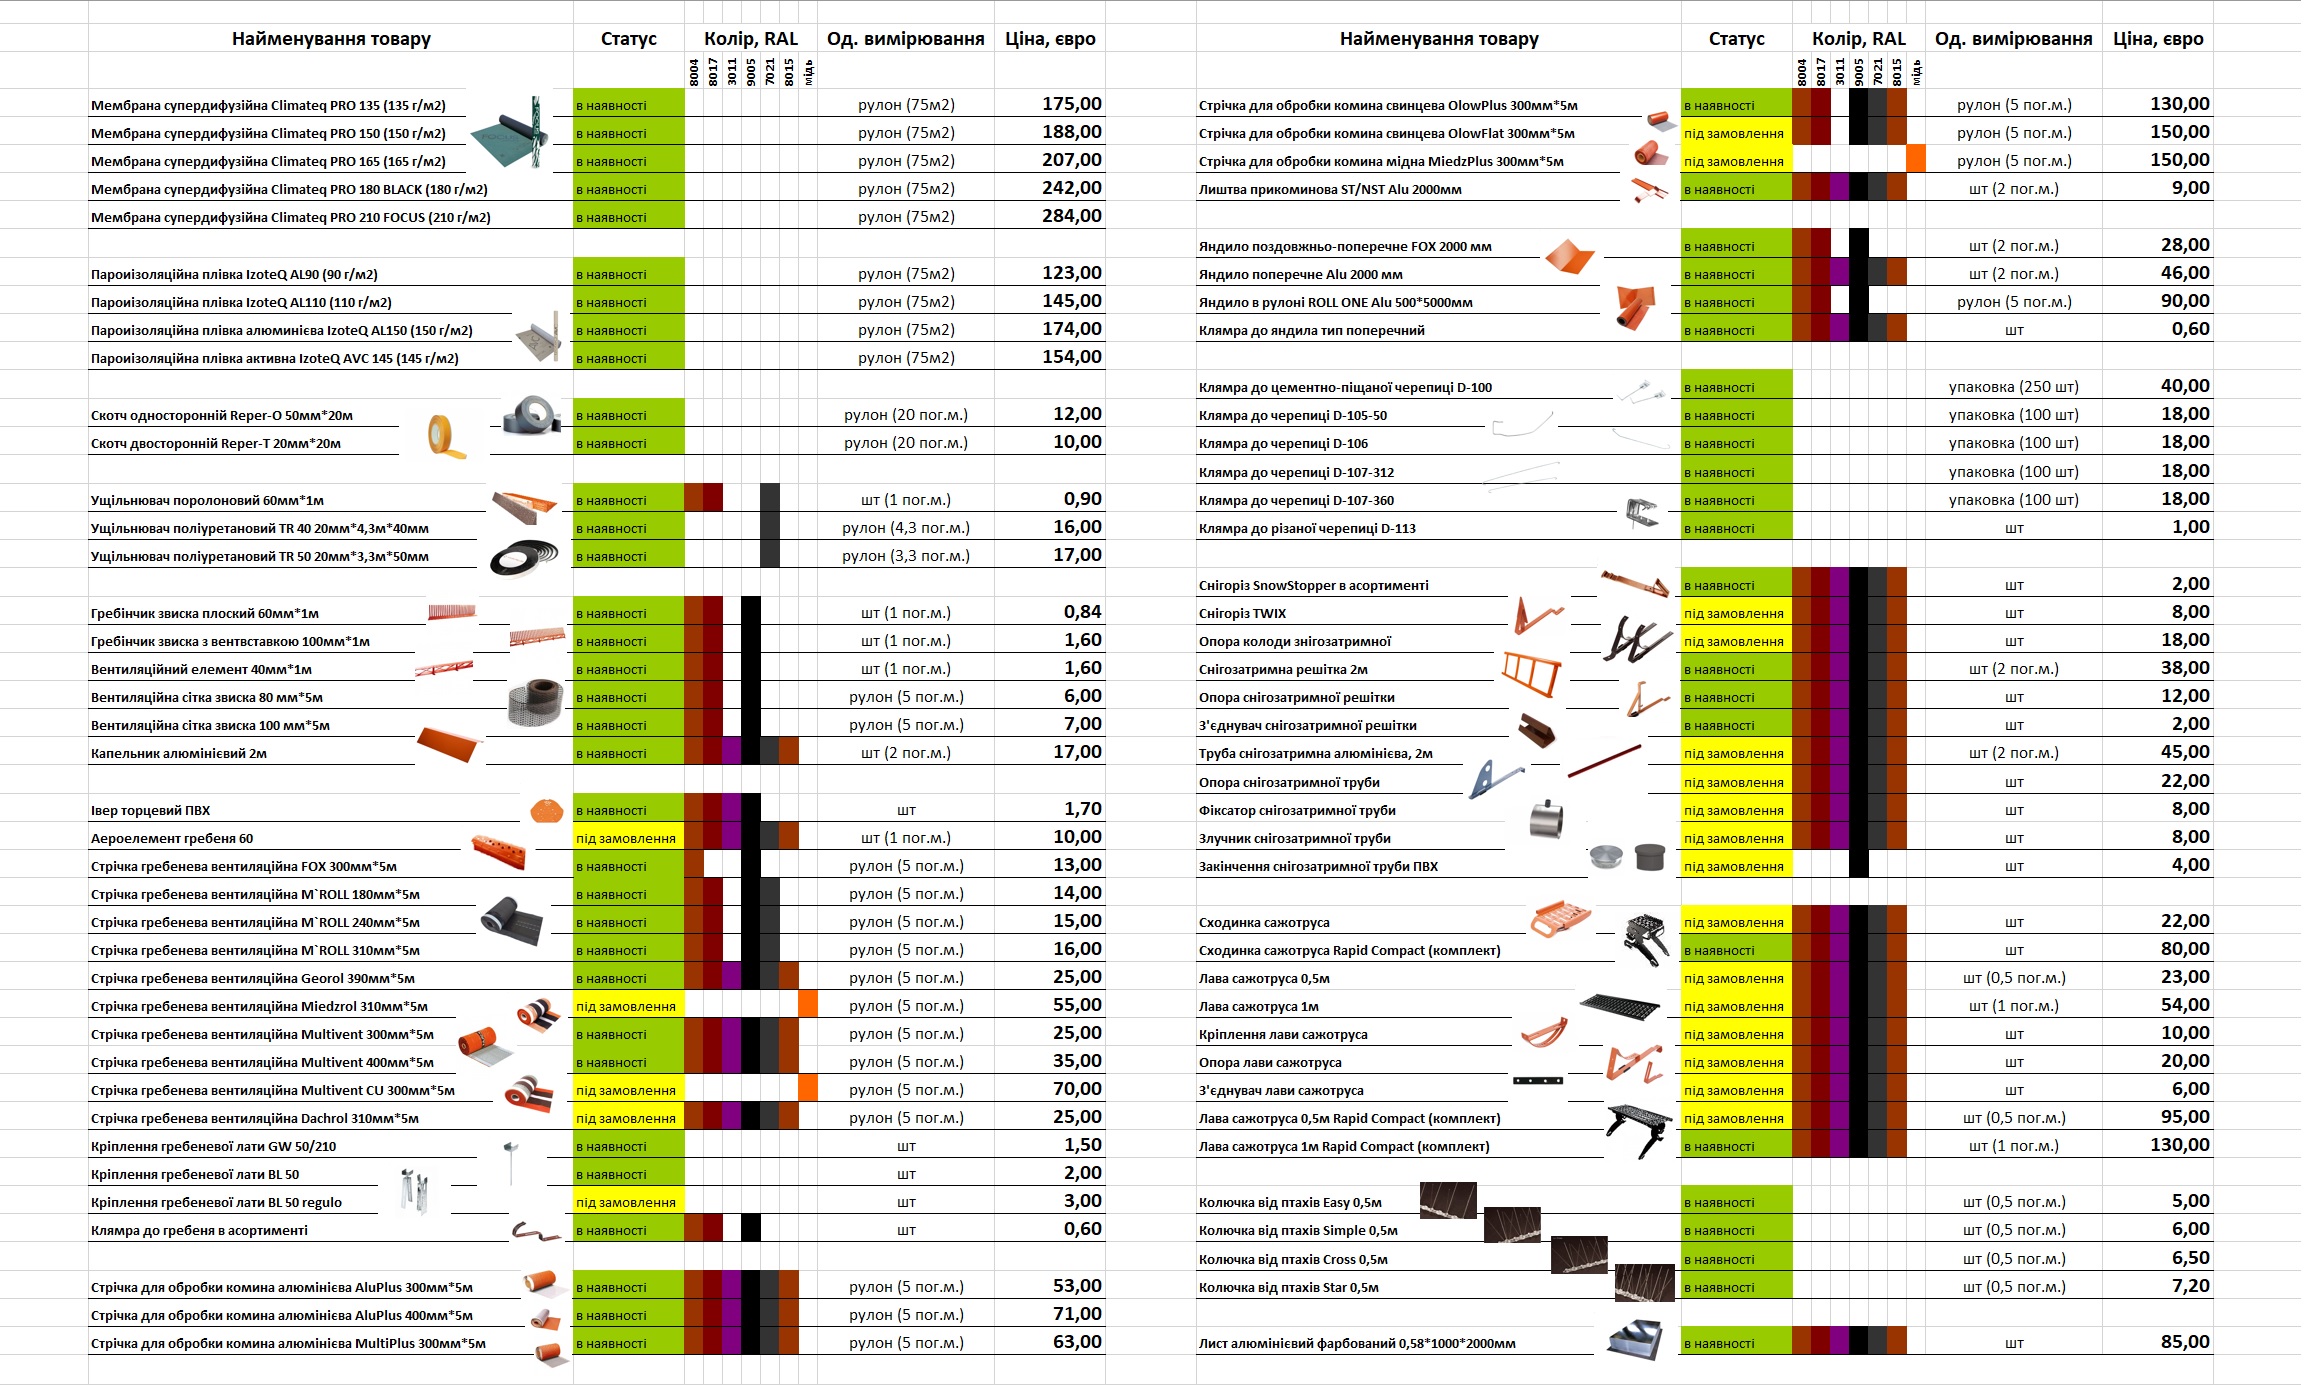 Найменування товару Статус Колір, RAL Од. вимірювання Ціна, євро
8004 8017 3011 9005 7021 8015 мідь
Мембрана супердифузійна Climateq PRO 135 (135 г/м2) в наявності рулон (75м2) 175,00
Мембрана супердифузійна Climateq PRO 150 (150 г/м2) в наявності рулон (75м2) 188,00
Мембрана супердифузійна Climateq PRO 165 (165 г/м2) в наявності рулон (75м2) 207,00
Мембрана супердифузійна Climateq PRO 180 BLACK (180 г/м2) в наявності рулон (75м2) 242,00
Мембрана супердифузійна Climateq PRO 210 FOCUS (210 г/м2) в наявності рулон (75м2) 284,00
Пароизоляційна плівка IzoteQ AL90 (90 г/м2) в наявності рулон (75м2) 123,00
Пароизоляційна плівка IzoteQ AL110 (110 г/м2) в наявності рулон (75м2) 145,00
Пароизоляційна плівка алюминієва IzoteQ AL150 (150 г/м2) в наявності рулон (75м2) 174,00
Пароизоляційна плівка активна IzoteQ AVC 145 (145 г/м2) в наявності рулон (75м2) 154,00
Скотч односторонній Reper-O 50мм*20м в наявності рулон (20 пог.м.) 12,00
Скотч двосторонній Reper-T 20мм*20м в наявності рулон (20 пог.м.) 10,00
Ущільнювач поролоновий 60мм*1м в наявності шт (1 пог.м.) 0,90
Ущільнювач поліуретановий TR 40 20мм*4,3м*40мм в наявності рулон (4,3 пог.м.) 16,00
Ущільнювач поліуретановий TR 50 20мм*3,3м*50мм в наявності рулон (3,3 пог.м.) 17,00
Гребінчик звиска плоский 60мм*1м в наявності шт (1 пог.м.) 0,84
Гребінчик звиска з вентвставкою 100мм*1м в наявності шт (1 пог.м.) 1,60
Вентиляційний елемент 40мм*1м в наявності шт (1 пог.м.) 1,60
Вентиляційна сітка звиска 80 мм*5м в наявності рулон (5 пог.м.) 6,00
Вентиляційна сітка звиска 100 мм*5м в наявності рулон (5 пог.м.) 7,00
Капельник алюмінієвий 2м в наявності шт (2 пог.м.) 17,00
Івер торцевий ПВХ в наявності шт 1,70
Аероелемент гребеня 60 під замовлення шт (1 пог.м.) 10,00
Стрічка гребенева вентиляційна FOX 300мм*5м в наявності рулон (5 пог.м.) 13,00
Стрічка гребенева вентиляційна M`ROLL 180мм*5м в наявності рулон (5 пог.м.) 14,00
Стрічка гребенева вентиляційна M`ROLL 240мм*5м в наявності рулон (5 пог.м.) 15,00
Стрічка гребенева вентиляційна M`ROLL 310мм*5м в наявності рулон (5 пог.м.) 16,00
Стрічка гребенева вентиляційна Georol 390мм*5м в наявності рулон (5 пог.м.) 25,00
Стрічка гребенева вентиляційна Miedzrol 310мм*5м під замовлення рулон (5 пог.м.) 55,00
Стрічка гребенева вентиляційна Multivent 300мм*5м в наявності рулон (5 пог.м.) 25,00
Стрічка гребенева вентиляційна Multivent 400мм*5м в наявності рулон (5 пог.м.) 35,00
Стрічка гребенева вентиляційна Multivent CU 300мм*5м під замовлення рулон (5 пог.м.) 70,00
Стрічка гребенева вентиляційна Dachrol 310мм*5м під замовлення рулон (5 пог.м.) 25,00
Кріплення гребеневої лати GW 50/210 в наявності шт 1,50
Кріплення гребеневої лати BL 50 в наявності шт 2,00
Кріплення гребеневої лати BL 50 regulo під замовлення шт 3,00
Клямра до гребеня в асортименті в наявності шт 0,60
Стрічка для обробки комина алюмінієва AluPlus 300мм*5м в наявності рулон (5 пог.м.) 53,00
Стрічка для обробки комина алюмінієва AluPlus 400мм*5м в наявності рулон (5 пог.м.) 71,00
Стрічка для обробки комина алюмінієва MultiPlus 300мм*5м в наявності рулон (5 пог.м.) 63,00
Найменування товару Статус Колір, RAL Од. вимірювання Ціна, євро
8004 8017 3011 9005 7021 8015 мідь
Стрічка для обробки комина свинцева OlowPlus 300мм*5м в наявності рулон (5 пог.м.) 130,00
Стрічка для обробки комина свинцева OlowFlat 300мм*5м під замовлення рулон (5 пог.м.) 150,00
Стрічка для обробки комина мідна MiedzPlus 300мм*5м під замовлення рулон (5 пог.м.) 150,00
Лиштва прикоминова ST/NST Alu 2000мм в наявності шт (2 пог.м.) 9,00
Яндило поздовжньо-поперечне FOX 2000 мм в наявності шт (2 пог.м.) 28,00
Яндило поперечне Alu 2000 мм в наявності шт (2 пог.м.) 46,00
Яндило в рулоні ROLL ONE Alu 500*5000мм в наявності рулон (5 пог.м.) 90,00
Клямра до яндила тип поперечний в наявності шт 0,60
Клямра до цементно-піщаної черепиці D-100 в наявності упаковка (250 шт) 40,00
Клямра до черепиці D-105-50 в наявності упаковка (100 шт) 18,00
Клямра до черепиці D-106 в наявності упаковка (100 шт) 18,00
Клямра до черепиці D-107-312 в наявності упаковка (100 шт) 18,00
Клямра до черепиці D-107-360 в наявності упаковка (100 шт) 18,00
Клямра до різаної черепиці D-113 в наявності шт 1,00
Снігоріз SnowStopper в асортименті в наявності шт 2,00
Снігоріз TWIX під замовлення шт 8,00
Опора колоди знігозатримної під замовлення шт 18,00
Снігозатримна решітка 2м в наявності шт (2 пог.м.) 38,00
Опора снігозатримної решітки в наявності шт 12,00
З'єднувач снігозатримної решітки в наявності шт 2,00
Труба снігозатримна алюмінієва, 2м під замовлення шт (2 пог.м.) 45,00
Опора снігозатримної труби під замовлення шт 22,00
Фіксатор снігозатримної труби під замовлення шт 8,00
Злучник снігозатримної труби під замовлення шт 8,00
Закінчення снігозатримної труби ПВХ під замовлення шт 4,00
Сходинка сажотруса під замовлення шт 22,00
Сходинка сажотруса Rapid Compact (комплект) в наявності шт 80,00
Лава сажотруса 0,5м під замовлення шт (0,5 пог.м.) 23,00
Лава сажотруса 1м під замовлення шт (1 пог.м.) 54,00
Кріплення лави сажотруса під замовлення шт 10,00
Опора лави сажотруса під замовлення шт 20,00
З'єднувач лави сажотруса під замовлення шт 6,00
Лава сажотруса 0,5м Rapid Compact (комплект) під замовлення шт (0,5 пог.м.) 95,00
Лава сажотруса 1м Rapid Compact (комплект) в наявності шт (1 пог.м.) 130,00
Колючка від птахів Easy 0,5м в наявності шт (0,5 пог.м.) 5,00
Колючка від птахів Simple 0,5м в наявності шт (0,5 пог.м.) 6,00
Колючка від птахів Cross 0,5м в наявності шт (0,5 пог.м.) 6,50
Колючка від птахів Star 0,5м в наявності шт (0,5 пог.м.) 7,20
Лист алюмінієвий фарбований 0,58*1000*2000мм в наявності шт 85,00